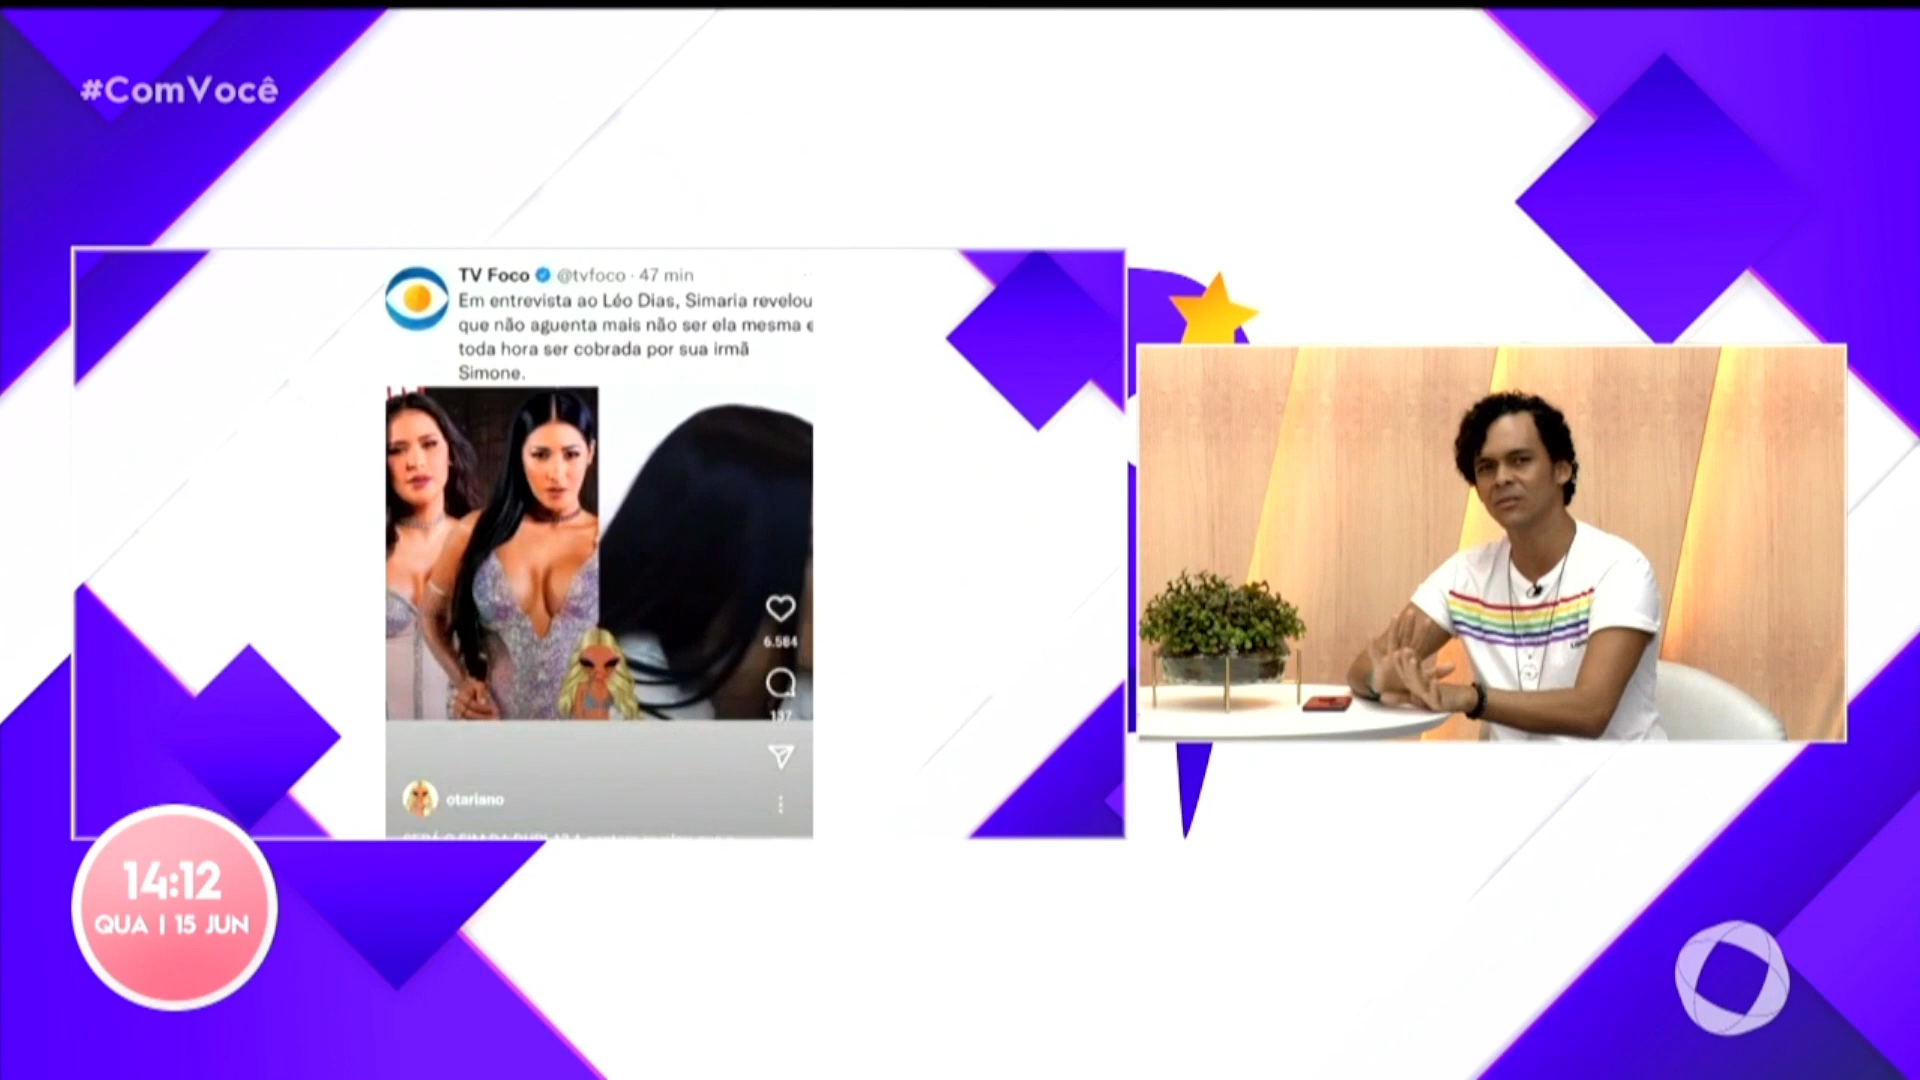 #ComVocê
TV Foco @tvfoco · 47 min
Em entrevista ao Léo Dias, Simaria revelou
que não aguenta mais não ser ela mesma e
toda hora ser cobrada por sua irmã
Simone.
6.584
137
otariano
14:12
QUA | 15 JUN